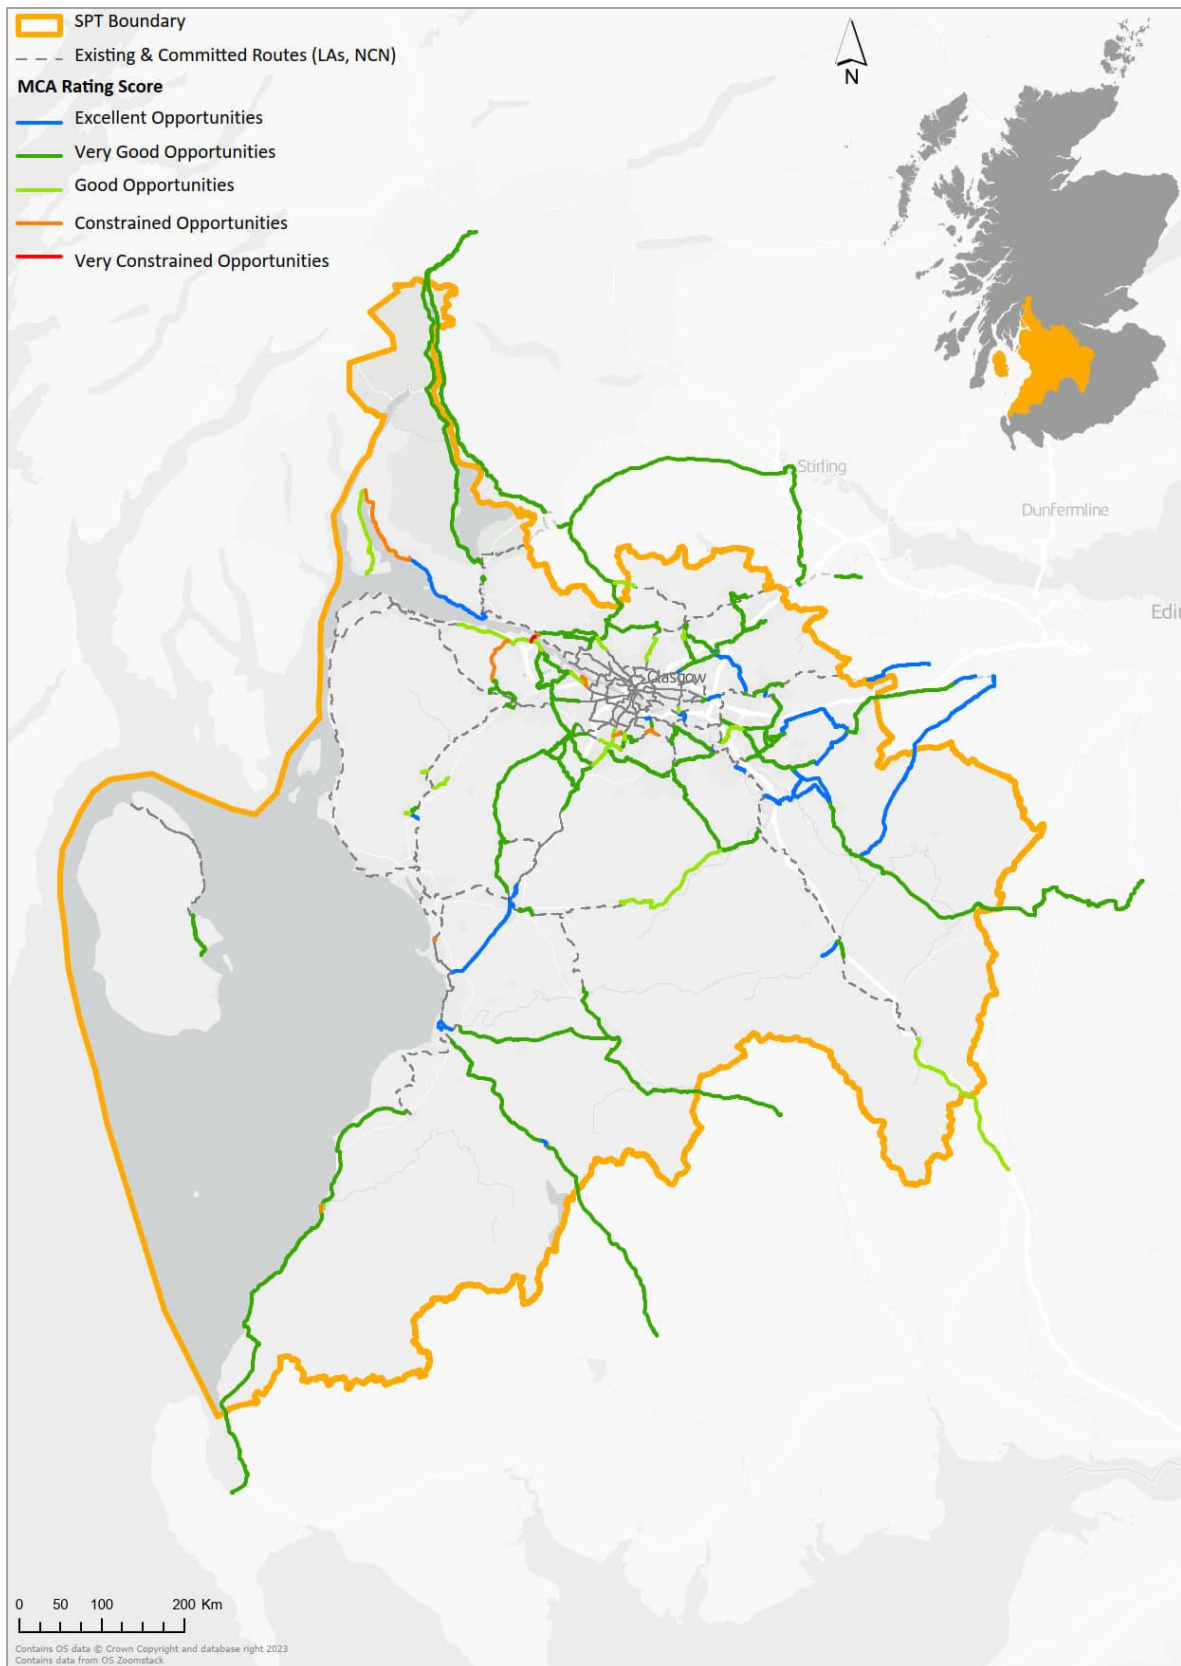 SPT Boundary
Existing & Committed Routes (LAs, NCN)
MCA Rating Score
Excellent Opportunities
Very Good Opportunities
Good Opportunities
Constrained Opportunities
Very Constrained Opportunities
N
Stirling
Dunfermline
Edi
Glasgow
0 50 100 200 Km
Contains OS data © Crown Copyright and database right 2023
Contains data from OS Zoomstack